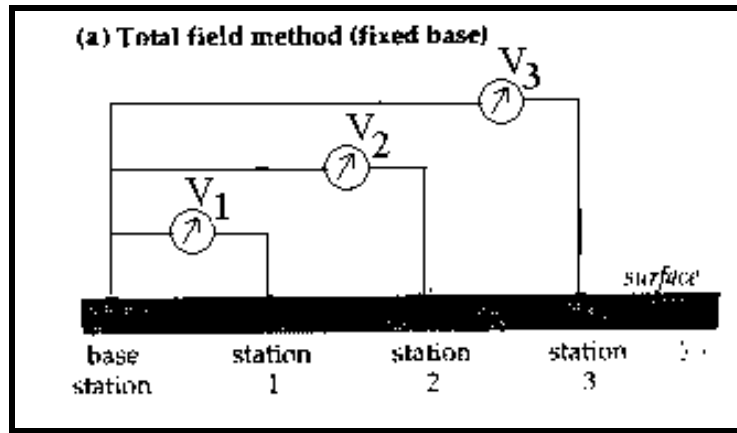 (a) Total field method (fixed base)
V3
V2
V1
surface
base station station station
station 1 2 3